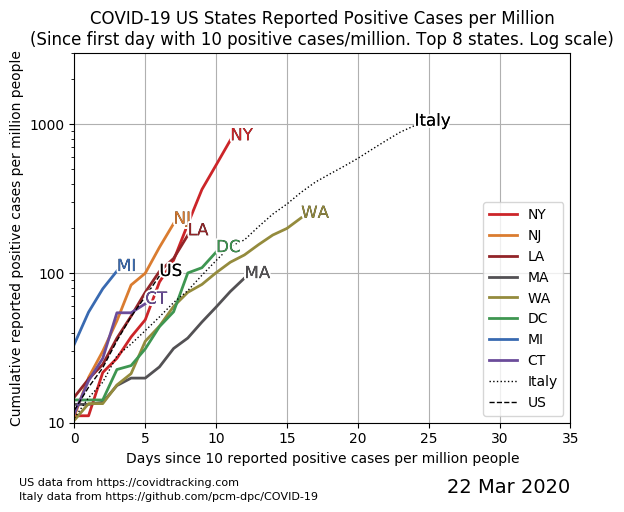 COVID-19 US States Reported Positive Cases per Million
(Since first day with 10 positive cases/million. Top 8 states. Log scale)
Cumulative reported positive cases per million people
1000
100
10
Italy
NY
WA
NJ
LA
DC
MI
US
MA
CT
NY
NJ
LA
MA
WA
DC
MI
CT
Italy
US
0 5 10 15 20 25 30 35
Days since 10 reported positive cases per million people
US data from https://covidtracking.com
Italy data from https://github.com/pcm-dpc/COVID-19
22 Mar 2020